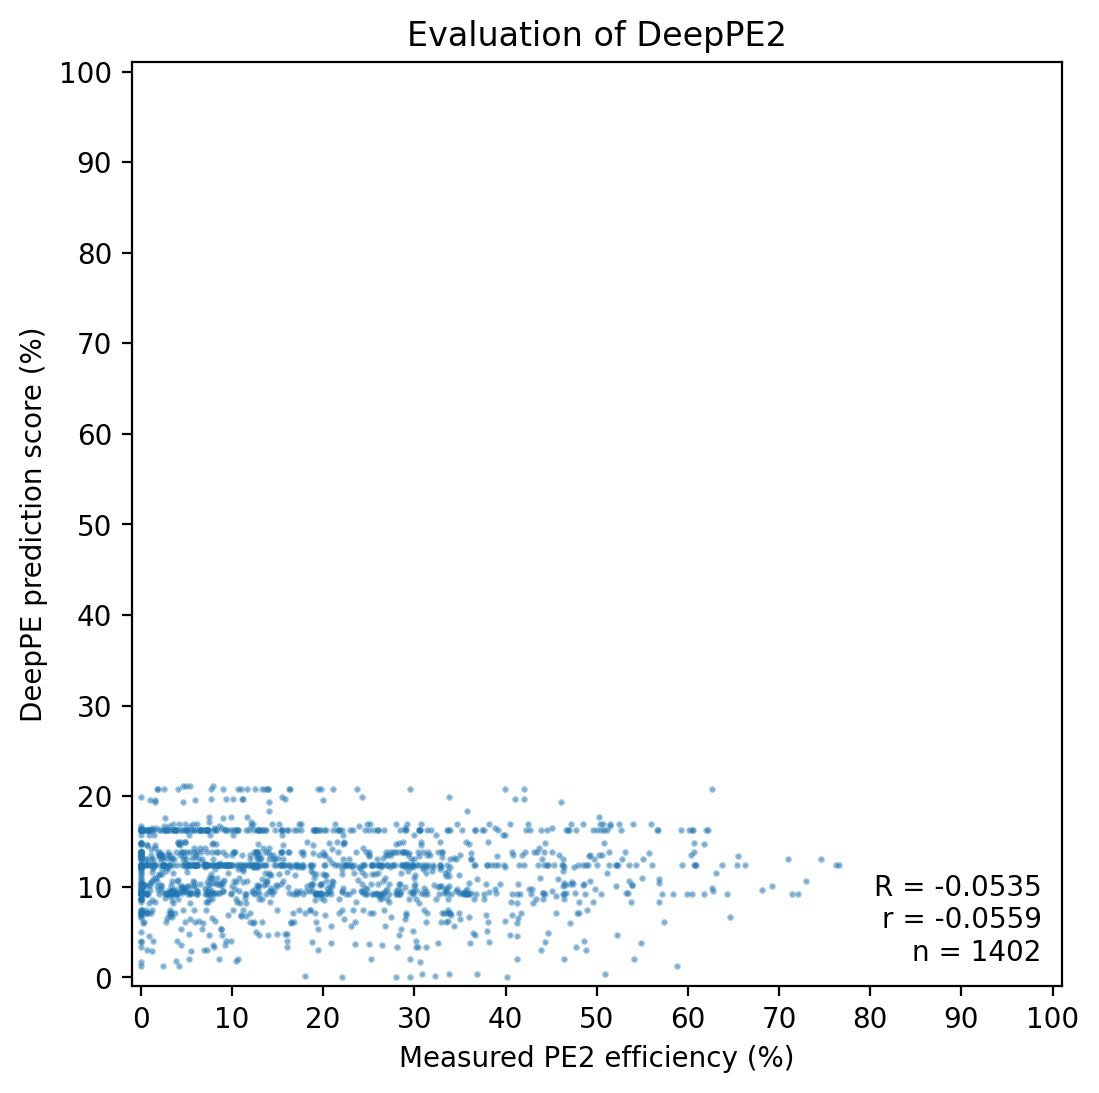 Evaluation of DeepPE2
100
90
80
70
60
50
40
30
20
10
0
DeepPE prediction score (%)
R = -0.0535
r = -0.0559
n = 1402
0 10 20 30 40 50 60 70 80 90 100
Measured PE2 efficiency (%)